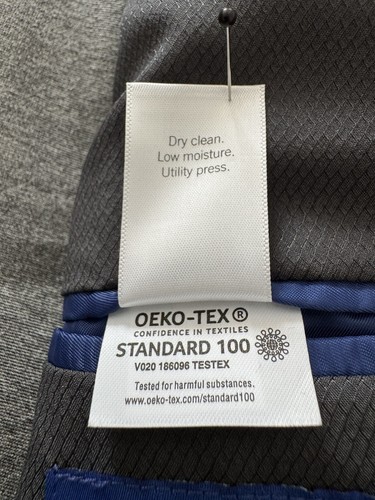 Dry clean.
Low moisture.
Utility press.
OEKO-TEX®
CONFIDENCE IN TEXTILES
STANDARD 100
V020 186096 TESTEX
Tested for harmful substances.
www.oeko-tex.com/standard100